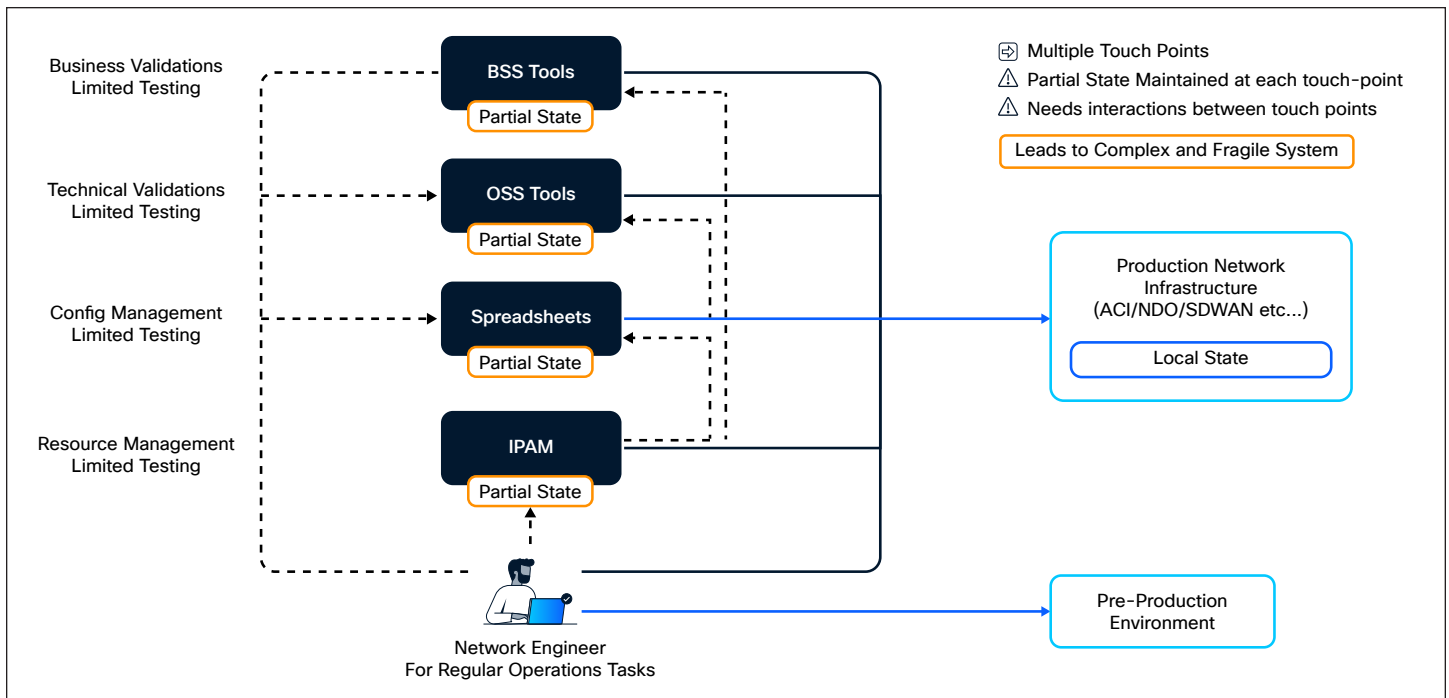 Business Validations
Limited Testing
BSS Tools
Partial State
Multiple Touch Points
Partial State Maintained at each touch-point
Needs interactions between touch points
Leads to Complex and Fragile System
Technical Validations
Limited Testing
OSS Tools
Partial State
Config Management
Limited Testing
Spreadsheets
Partial State
Production Network
Infrastructure
(ACI/NDO/SDWAN etc...)
Local State
Resource Management
Limited Testing
IPAM
Partial State
Network Engineer
For Regular Operations Tasks
Pre-Production
Environment